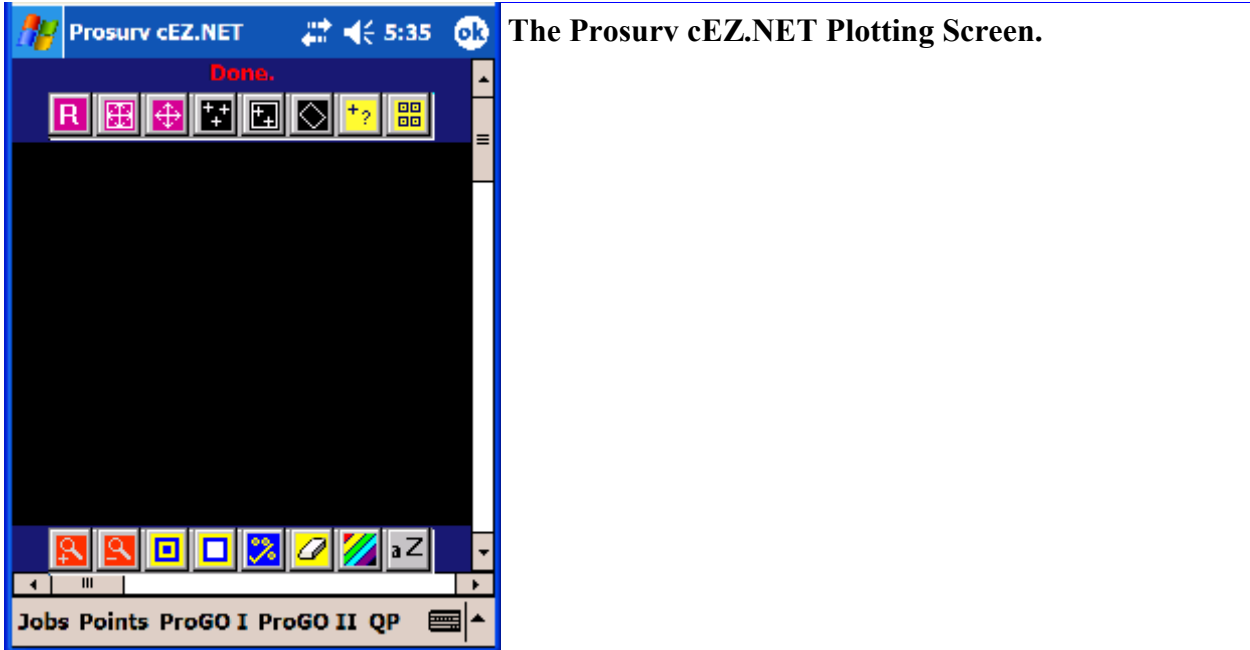 Prosurv cEZ.NET 5:35 ok
The Prosurv cEZ.NET Plotting Screen.
Done.
R +?
aZ
Jobs Points ProGO I ProGO II QP